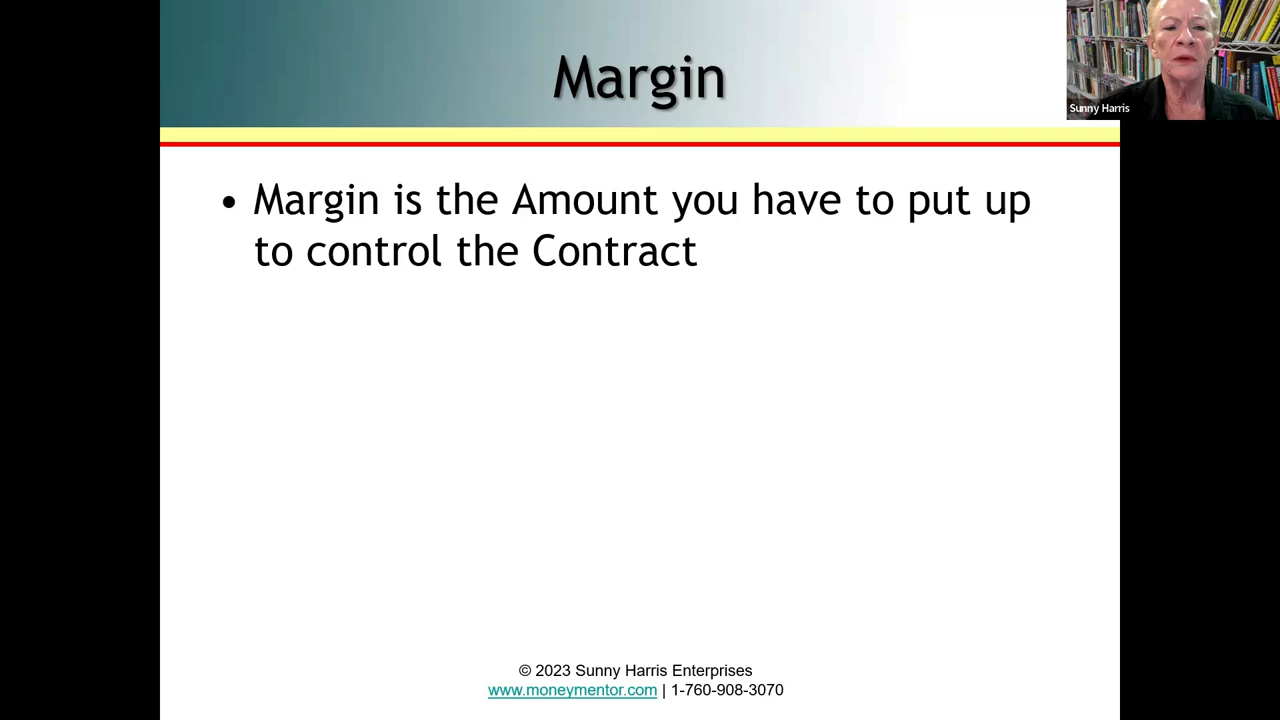 Margin
Sunny Harris
• Margin is the Amount you have to put up
to control the Contract
© 2023 Sunny Harris Enterprises
www.moneymentor.com | 1-760-908-3070